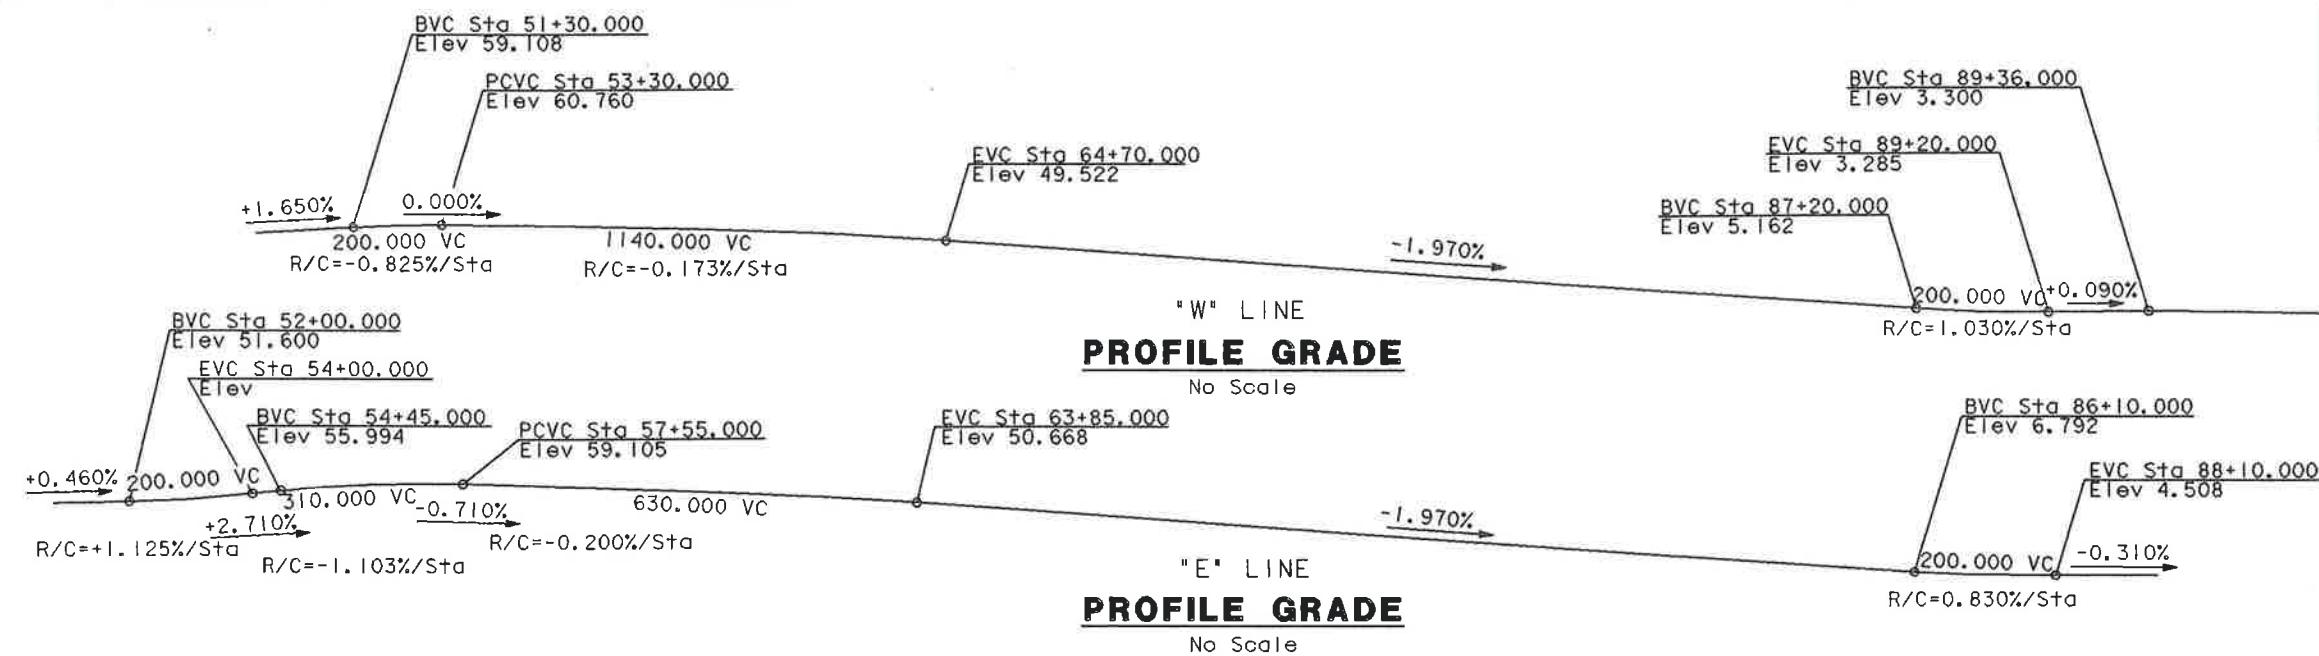 BVC Sta 51+30.000
Elev 59.108
PCVC Sta 53+30.000
Elev 60.760
BVC Sta 89+36.000
Elev 3.300
EVC Sta 89+20.000
Elev 3.285
EVC Sta 64+70.000
Elev 49.522
BVC Sta 87+20.000
Elev 5.162
+1.650%
0.000%
200.000 VC
R/C=-0.825%/Sta
1140.000 VC
R/C=-0.173%/Sta
-1.970%
200.000 VC
+0.090%
R/C=1.030%/Sta
"W" LINE
PROFILE GRADE
No Scale
BVC Sta 52+00.000
Elev 51.600
EVC Sta 54+00.000
Elev
BVC Sta 54+45.000
Elev 55.994
PCVC Sta 57+55.000
Elev 59.105
EVC Sta 63+85.000
Elev 50.668
BVC Sta 86+10.000
Elev 6.792
EVC Sta 88+10.000
Elev 4.508
+0.460%
200.000 VC
310.000 VC
-0.710%
630.000 VC
+2.710%
R/C=+1.125%/Sta
R/C=-1.103%/Sta
R/C=-0.200%/Sta
-1.970%
200.000 VC
-0.310%
R/C=0.830%/Sta
"E" LINE
PROFILE GRADE
No Scale